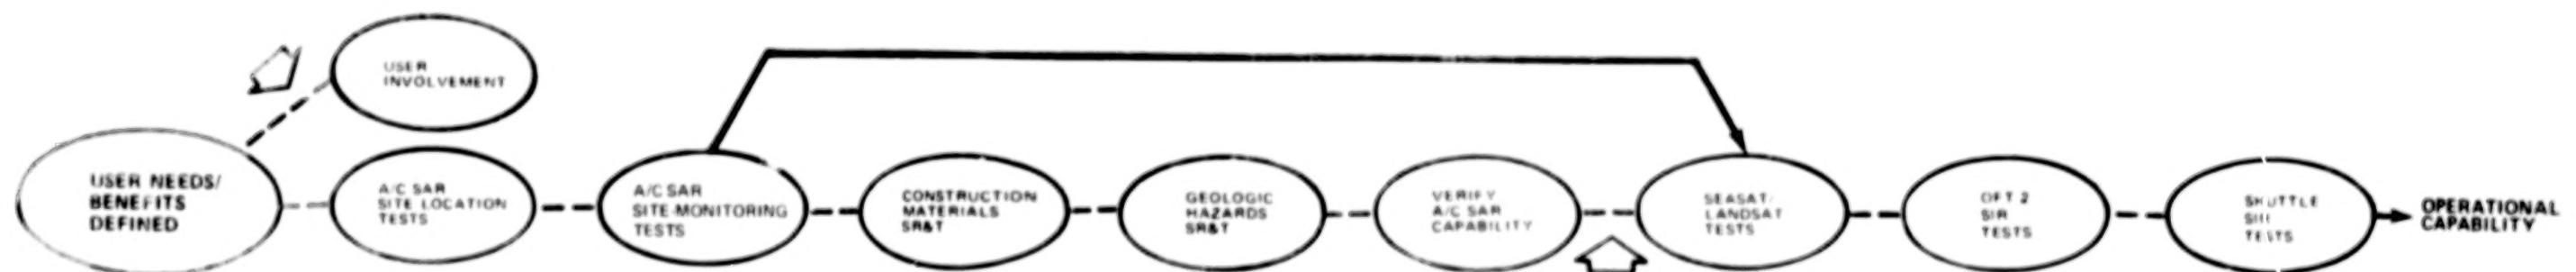 USER
INVOLVEMENT
USER NEEDS/
BENEFITS
DEFINED
A/C SAR
SITE LOCATION
TESTS
A/C SAR
SITE-MONITORING
TESTS
CONSTRUCTION
MATERIALS
SR&T
GEOLOGIC
HAZARDS
SR&T
VERIFY
A/C SAR
CAPABILITY
SEASAT/
LANDSAT
TESTS
OFT 2
SIR
TESTS
SHUTTLE
TESTS
OPERATIONAL
CAPABILITY